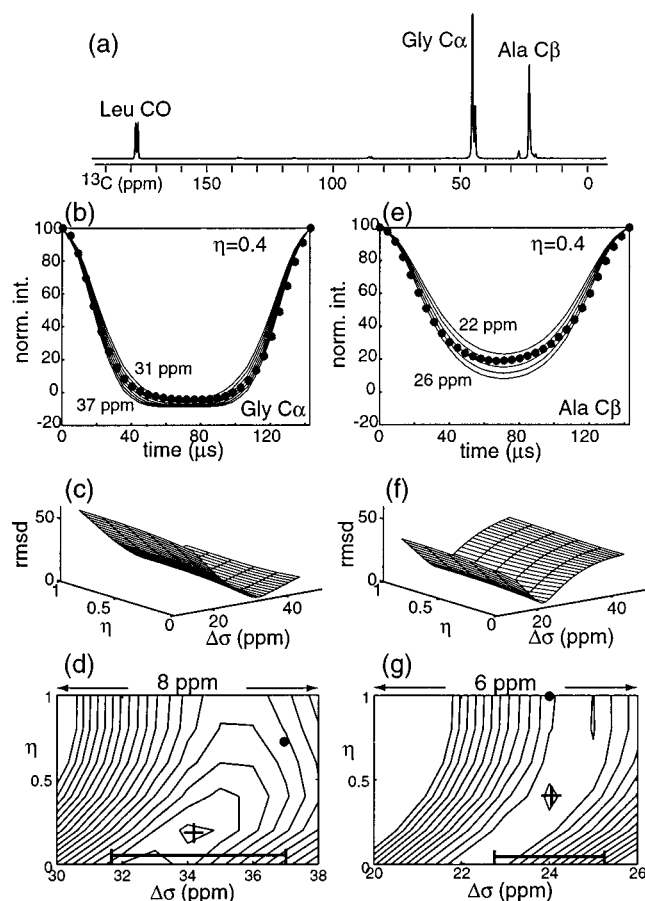 (a)
Gly Cα
Ala Cβ
Leu CO
¹³C (ppm) 150 100 50 0
(b)
(e)
100
80
60
40
20
0
-20
norm. int.
η=0.4
31 ppm
37 ppm
Gly Cα
0 40 80 120
time (μs)
100
80
60
40
20
0
-20
norm. int.
η=0.4
22 ppm
26 ppm
Ala Cβ
0 40 80 120
time (μs)
(c)
rmsd
50
0
1
0.5
0
η
20
40
Δσ (ppm)
(f)
rmsd
50
0
1
0.5
0
η
20
40
Δσ (ppm)
(d)
8 ppm
1
η
0.5
0
30 32 34 36 38
Δσ (ppm)
(g)
6 ppm
1
η
0.5
0
20 22 24 26
Δσ (ppm)